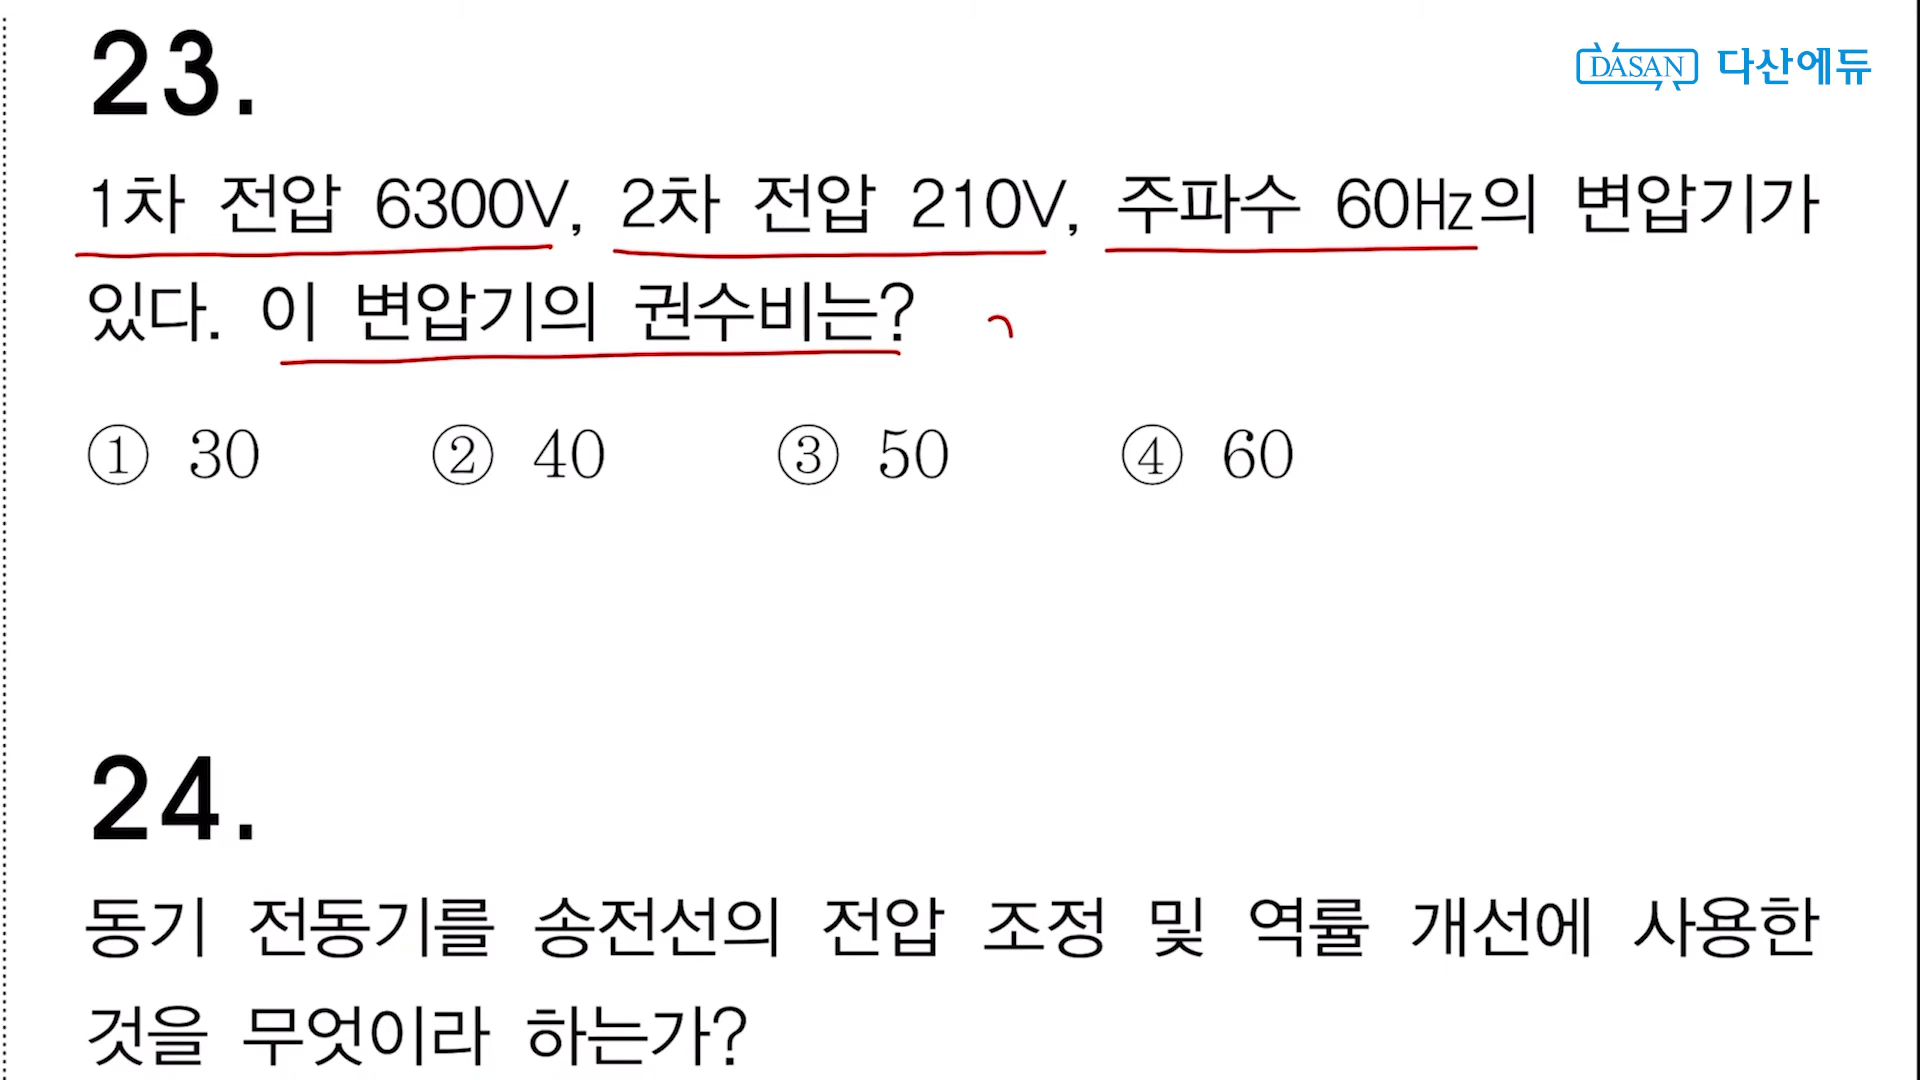 23.
DASAN 다산에듀
1차 전압 6300V, 2차 전압 210V, 주파수 60Hz의 변압기가
있다. 이 변압기의 권수비는?
① 30 ② 40 ③ 50 ④ 60
24.
동기 전동기를 송전선의 전압 조정 및 역률 개선에 사용한
것을 무엇이라 하는가?